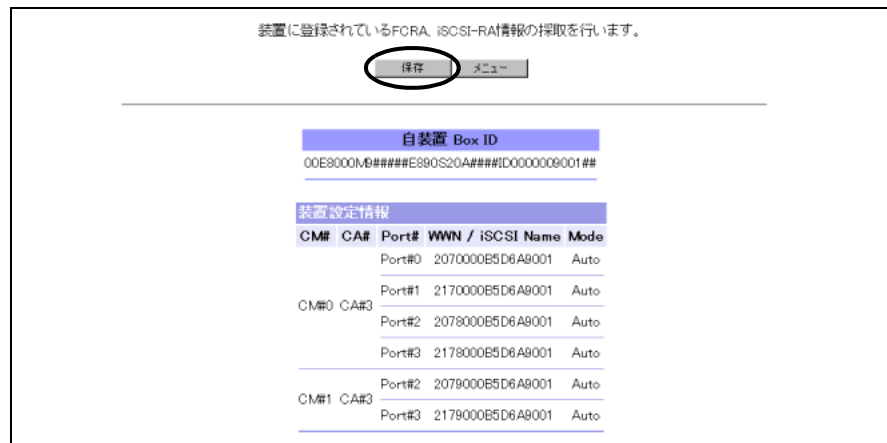 装置に登録されているFCRA, iSCSI-RA情報の採取を行います。
保存 メニュー
自装置 Box ID
00E8000M9#####E890S20A####ID0000009001##
装置設定情報
CM# CA# Port# WWN / iSCSI Name Mode
CM#0 CA#3 Port#0 2070000B5D6A9001 Auto
Port#1 2170000B5D6A9001 Auto
Port#2 2078000B5D6A9001 Auto
Port#3 2178000B5D6A9001 Auto
CM#1 CA#3 Port#2 2079000B5D6A9001 Auto
Port#3 2179000B5D6A9001 Auto